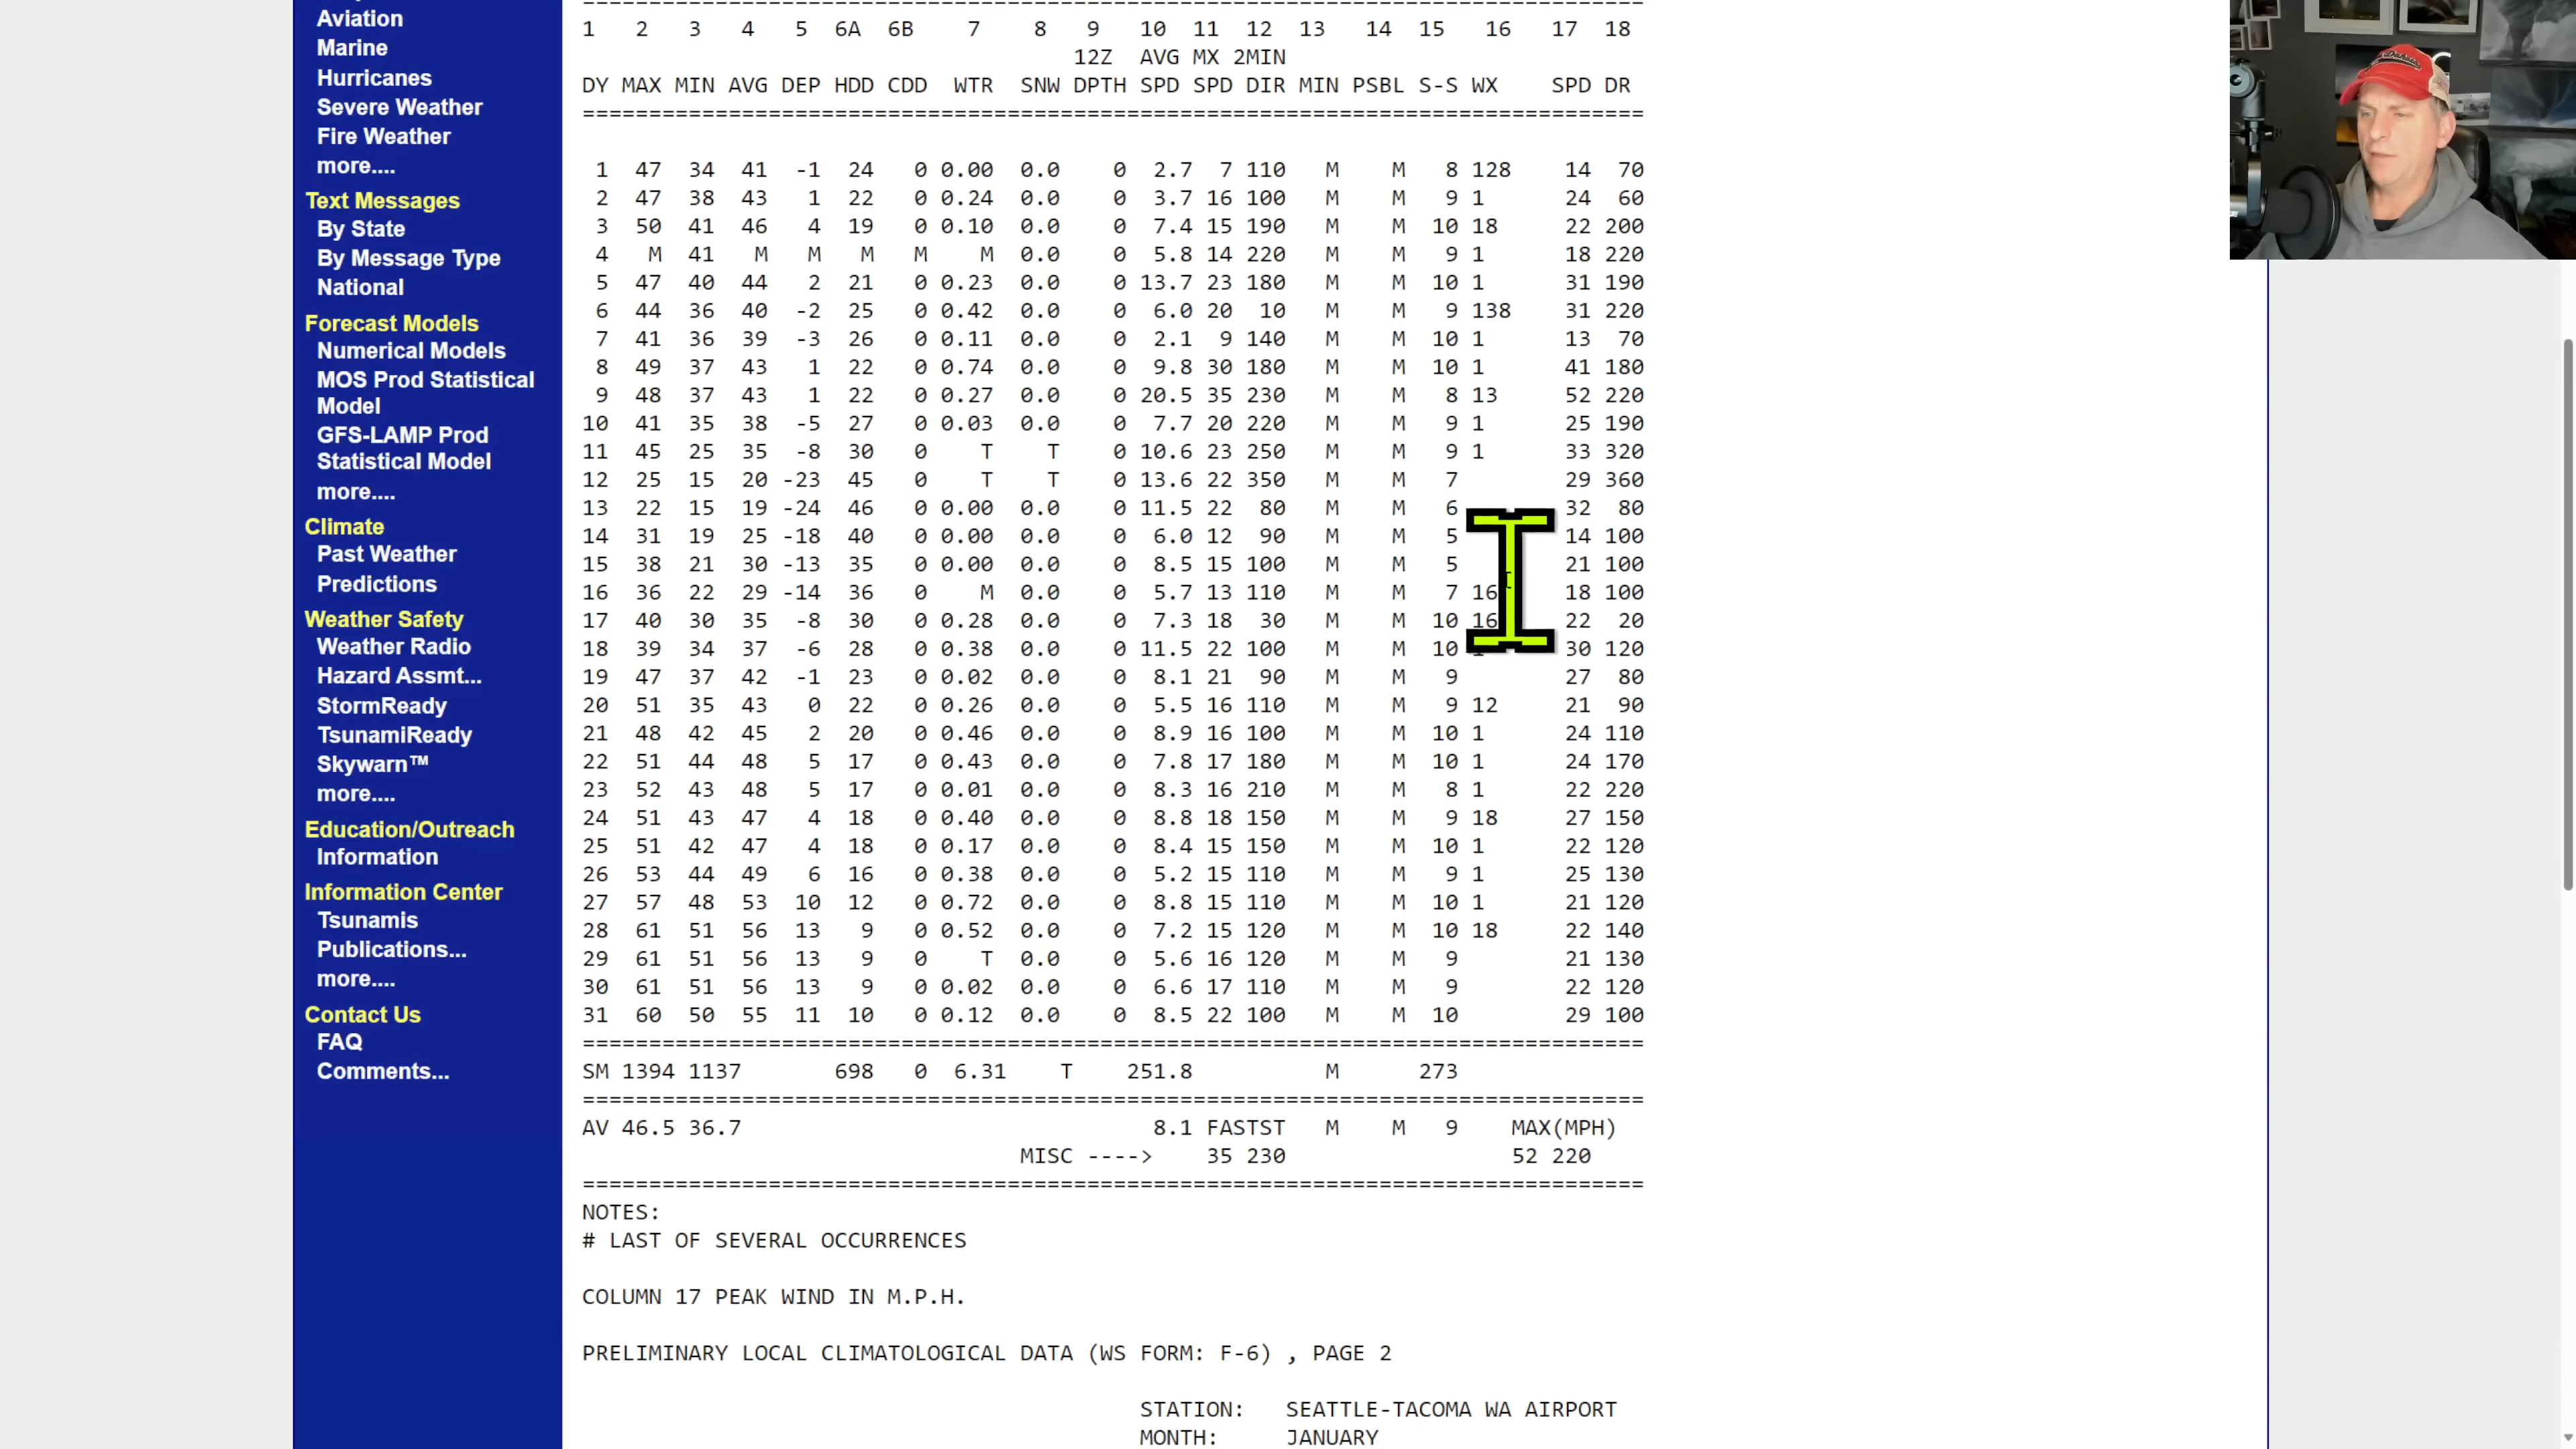 Aviation
Marine
Hurricanes
Severe Weather
Fire Weather
more....
Text Messages
By State
By Message Type
National
Forecast Models
Numerical Models
MOS Prod Statistical
Model
GFS-LAMP Prod
Statistical Model
more....
Climate
Past Weather
Predictions
Weather Safety
Weather Radio
Hazard Assmt...
StormReady
TsunamiReady
Skywarn™
more....
Education/Outreach
Information
Information Center
Tsunamis
Publications...
more....
Contact Us
FAQ
Comments...
1 2 3 4 5 6A 6B 7 8 9 10 11 12 13 14 15 16 17 18
12Z AVG MX 2MIN
DY MAX MIN AVG DEP HDD CDD WTR SNW DPTH SPD SPD DIR MIN PSBL S-S WX SPD DR
================================================================================
1 47 34 41 -1 24 0 0.00 0.0 0 2.7 7 110 M M 8 128 14 70
2 47 38 43 1 22 0 0.24 0.0 0 3.7 16 100 M M 9 1 24 60
3 50 41 46 4 19 0 0.10 0.0 0 7.4 15 190 M M 10 18 22 200
4 M 41 M M M M M 0.0 0 5.8 14 220 M M 9 1 18 220
5 47 40 44 2 21 0 0.23 0.0 0 13.7 23 180 M M 10 1 31 190
6 44 36 40 -2 25 0 0.42 0.0 0 6.0 20 10 M M 9 138 31 220
7 41 36 39 -3 26 0 0.11 0.0 0 2.1 9 140 M M 10 1 13 70
8 49 37 43 1 22 0 0.74 0.0 0 9.8 30 180 M M 10 1 41 180
9 48 37 43 1 22 0 0.27 0.0 0 20.5 35 230 M M 8 13 52 220
10 41 35 38 -5 27 0 0.03 0.0 0 7.7 20 220 M M 9 1 25 190
11 45 25 35 -8 30 0 T T 0 10.6 23 250 M M 9 1 33 320
12 25 15 20 -23 45 0 T T 0 13.6 22 350 M M 7 29 360
13 22 15 19 -24 46 0 0.00 0.0 0 11.5 22 80 M M 6 32 80
14 31 19 25 -18 40 0 0.00 0.0 0 6.0 12 90 M M 5 14 100
15 38 21 30 -13 35 0 0.00 0.0 0 8.5 15 100 M M 5 21 100
16 36 22 29 -14 36 0 M 0.0 0 5.7 13 110 M M 7 16 18 100
17 40 30 35 -8 30 0 0.28 0.0 0 7.3 18 30 M M 10 16 22 20
18 39 34 37 -6 28 0 0.38 0.0 0 11.5 22 100 M M 10 1 30 120
19 47 37 42 -1 23 0 0.02 0.0 0 8.1 21 90 M M 9 27 80
20 51 35 43 0 22 0 0.26 0.0 0 5.5 16 110 M M 9 12 21 90
21 48 42 45 2 20 0 0.46 0.0 0 8.9 16 100 M M 10 1 24 110
22 51 44 48 5 17 0 0.43 0.0 0 7.8 17 180 M M 10 1 24 170
23 52 43 48 5 17 0 0.01 0.0 0 8.3 16 210 M M 8 1 22 220
24 51 43 47 4 18 0 0.40 0.0 0 8.8 18 150 M M 9 18 27 150
25 51 42 47 4 18 0 0.17 0.0 0 8.4 15 150 M M 10 1 22 120
26 53 44 49 6 16 0 0.38 0.0 0 5.2 15 110 M M 9 1 25 130
27 57 48 53 10 12 0 0.72 0.0 0 8.8 15 110 M M 10 1 21 120
28 61 51 56 13 9 0 0.52 0.0 0 7.2 15 120 M M 10 18 22 140
29 61 51 56 13 9 0 T 0.0 0 5.6 16 120 M M 9 21 130
30 61 51 56 13 9 0 0.02 0.0 0 6.6 17 110 M M 9 22 120
31 60 50 55 11 10 0 0.12 0.0 0 8.5 22 100 M M 10 29 100
================================================================================
SM 1394 1137 698 0 6.31 T 251.8 M 273
================================================================================
AV 46.5 36.7 8.1 FASTST M M 9 MAX(MPH)
MISC ----> 35 230 52 220
================================================================================
NOTES:
# LAST OF SEVERAL OCCURRENCES
COLUMN 17 PEAK WIND IN M.P.H.
PRELIMINARY LOCAL CLIMATOLOGICAL DATA (WS FORM: F-6) , PAGE 2
STATION: SEATTLE-TACOMA WA AIRPORT
MONTH: JANUARY